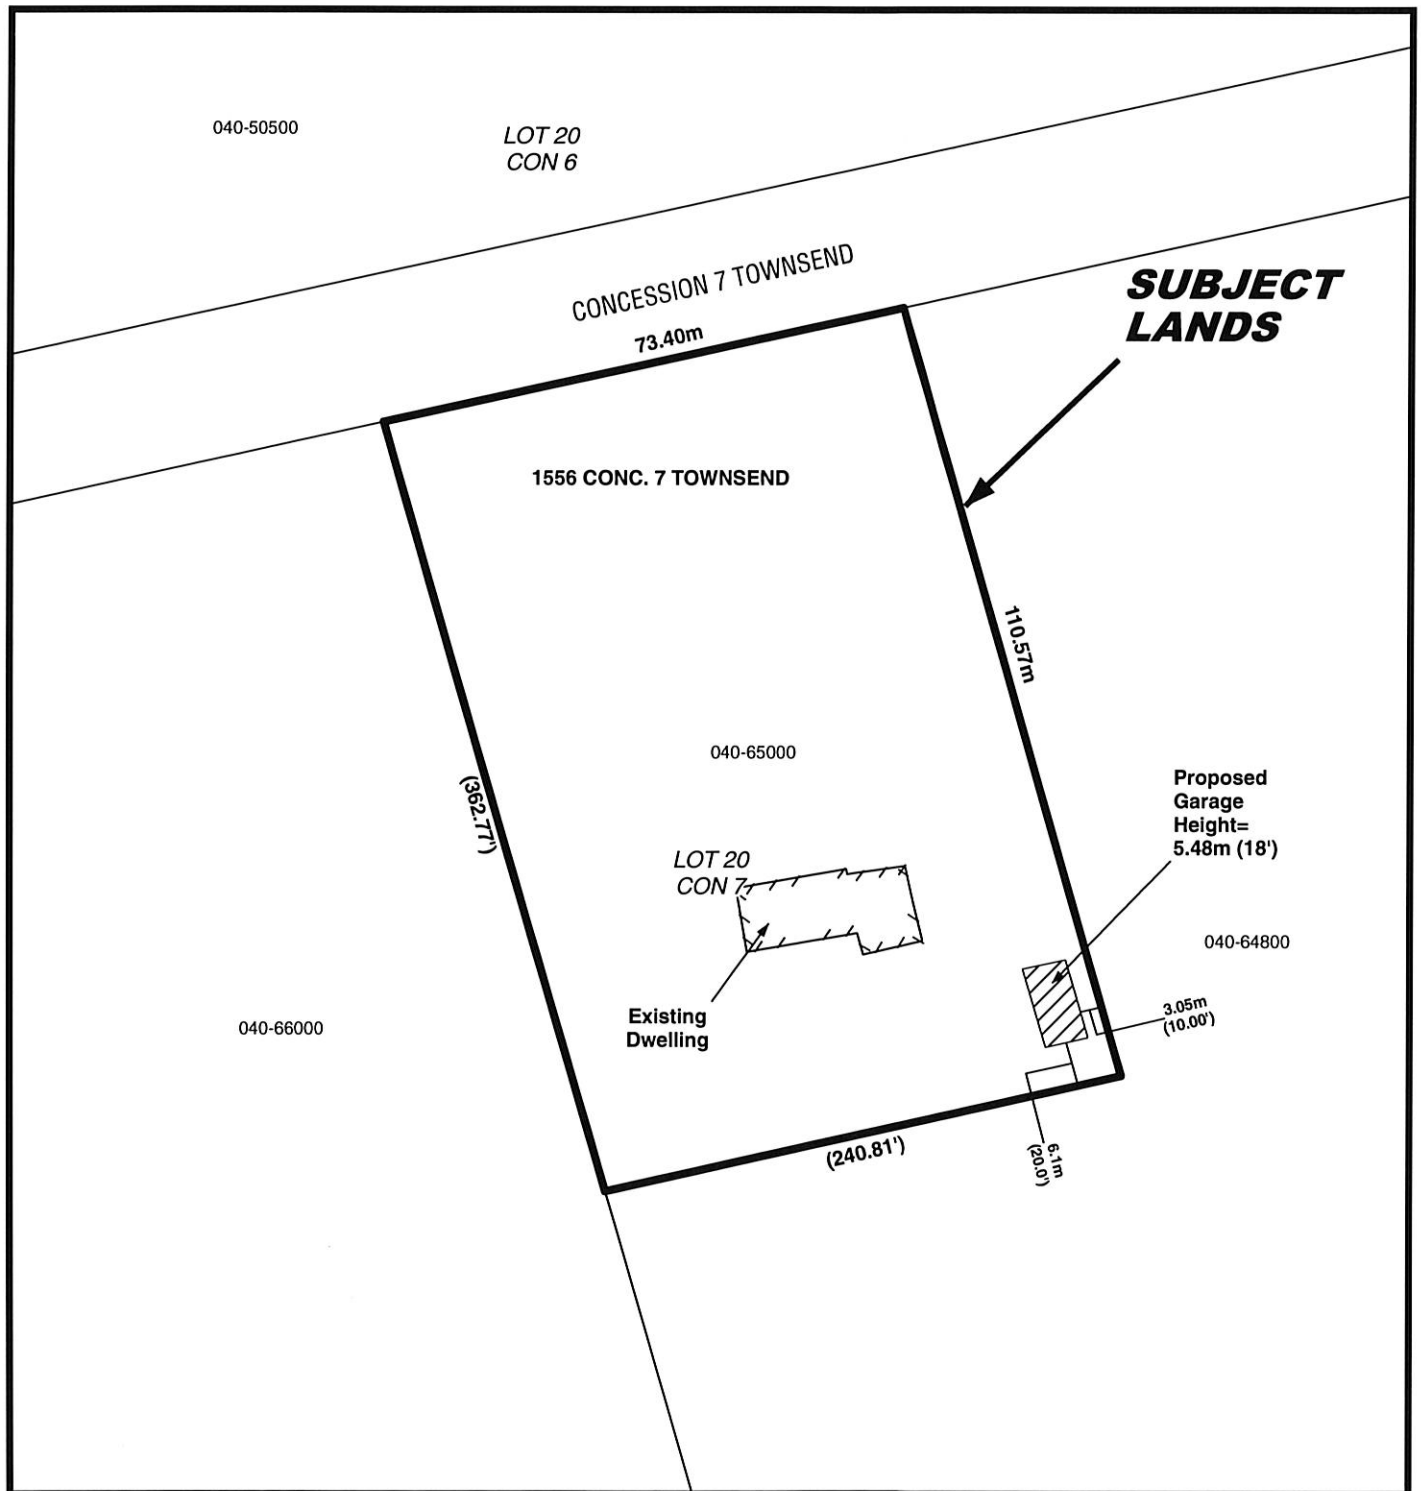 040-50500
LOT 20
CON 6
CONCESSION 7 TOWNSEND
SUBJECT
LANDS
73.40m
1556 CONC. 7 TOWNSEND
110.57m
040-65000
(362.77')
Proposed
Garage
Height=
5.48m (18')
LOT 20
CON 7
040-64800
Existing
Dwelling
040-66000
3.05m
(10.00')
(240.81')
6.1m
(20.0')